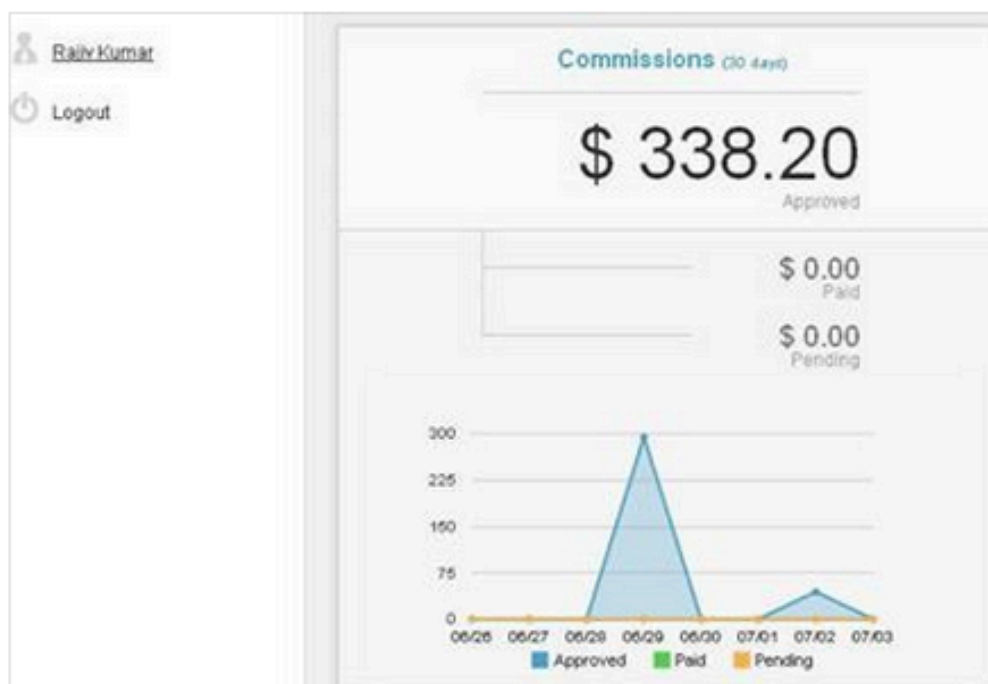 Rajiv Kumar
Logout
Commissions (30 days)
$ 338.20
Approved
$ 0.00
Paid
$ 0.00
Pending
300
225
150
75
0
06/26 06/27 06/28 06/29 06/30 07/01 07/02 07/03
Approved Paid Pending